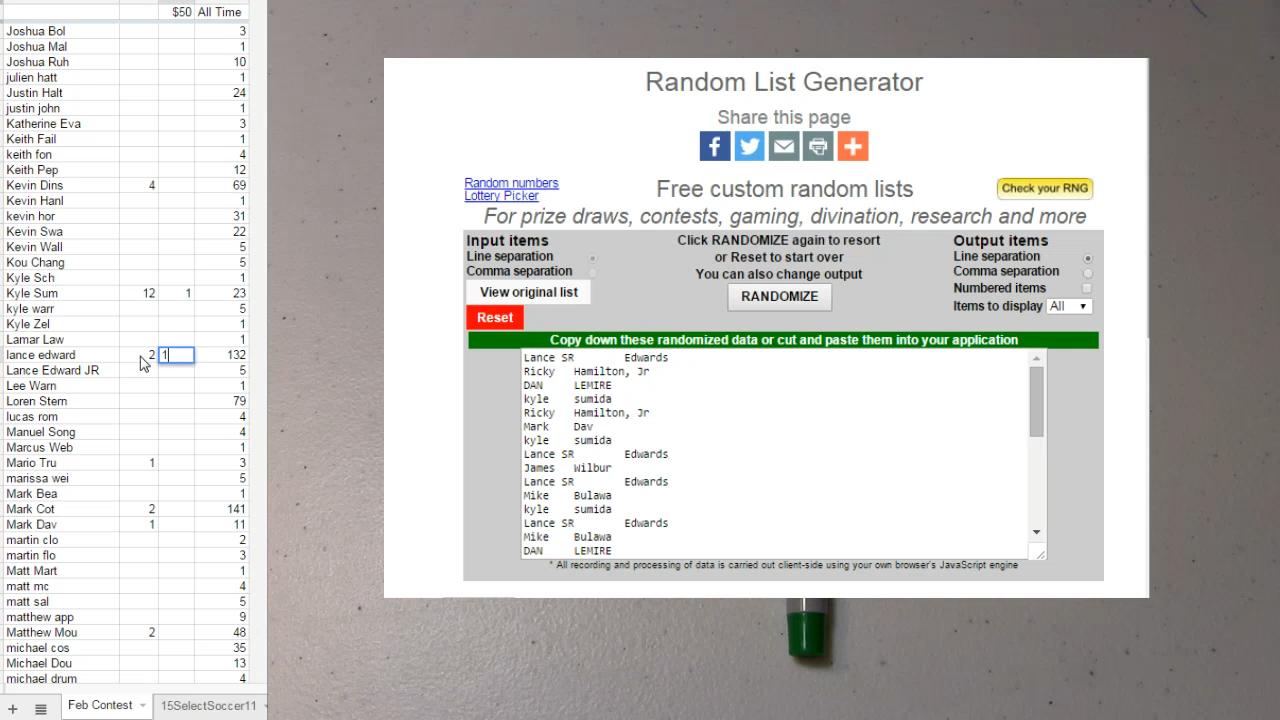 $50 All Time
Joshua Bol 3
Joshua Mal 1
Joshua Ruh 10
julien hatt 1
Justin Halt 24
justin john 1
Katherine Eva 3
Keith Fail 1
keith fon 4
Keith Pep 12
Kevin Dins 4 69
Kevin Hanl 1
kevin hor 31
Kevin Swa 22
Kevin Wall 5
Kou Chang 5
Kyle Sch 1
Kyle Sum 12 1 23
kyle warr 5
Kyle Zel 1
Lamar Law 1
lance edward 2 1 132
Lance Edward JR 5
Lee Warn 1
Loren Stern 79
lucas rom 4
Manuel Song 4
Marcus Web 1
Mario Tru 1 3
marissa wei 5
Mark Bea 1
Mark Cot 2 141
Mark Dav 1 11
martin clo 2
martin flo 3
Matt Mart 1
matt mc 4
matt sal 5
matthew app 9
Matthew Mou 2 48
michael cos 35
Michael Dou 13
michael drum 4
Feb Contest 15SelectSoccer11
Random List Generator
Share this page
Random numbers
Lottery Picker
Free custom random lists
Check your RNG
For prize draws, contests, gaming, divination, research and more
Input items
Line separation
Comma separation
View original list
Reset
Click RANDOMIZE again to resort
or Reset to start over
You can also change output
RANDOMIZE
Output items
Line separation
Comma separation
Numbered items
Items to display All
Copy down these randomized data or cut and paste them into your application
Lance SR Edwards
Ricky Hamilton, Jr
DAN LEMIRE
kyle sumida
Ricky Hamilton, Jr
Mark Dav
kyle sumida
Lance SR Edwards
James Wilbur
Lance SR Edwards
Mike Bulawa
kyle sumida
Lance SR Edwards
Mike Bulawa
DAN LEMIRE
* All recording and processing of data is carried out client-side using your own browser's JavaScript engine